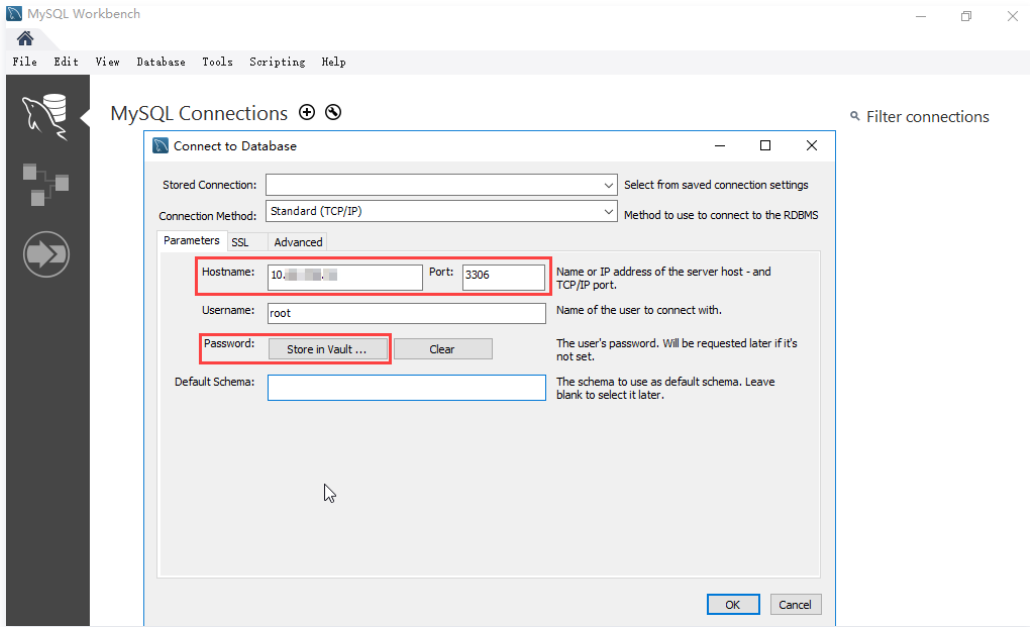 MySQL Workbench
File Edit View Database Tools Scripting Help
MySQL Connections
Filter connections
Connect to Database
Stored Connection:
Select from saved connection settings
Connection Method: Standard (TCP/IP)
Method to use to connect to the RDBMS
Parameters SSL Advanced
Hostname: 10. Port: 3306
Name or IP address of the server host - and
TCP/IP port.
Username: root
Name of the user to connect with.
Password: Store in Vault ... Clear
The user's password. Will be requested later if it's
not set.
Default Schema:
The schema to use as default schema. Leave
blank to select it later.
OK Cancel